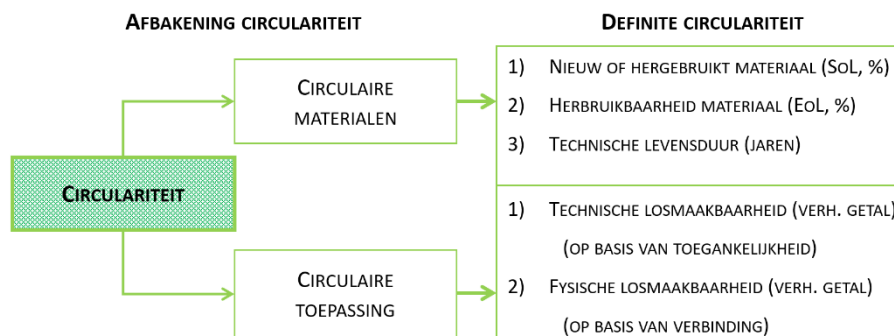 AFBAKENING CIRCULARITEIT
DEFINITE CIRCULARITEIT
CIRCULARITEIT
CIRCULAIRE
MATERIALEN
1) NIEUW OF HERGEBRUIKT MATERIAAL (SOL, %)
2) HERBRUIKBAARHEID MATERIAAL (EOL, %)
3) TECHNISCHE LEVENSDUUR (JAREN)
CIRCULAIRE
TOEPASSING
1) TECHNISCHE LOSMAAKBAARHEID (VERH. GETAL)
(OP BASIS VAN TOEGANKELIJKHEID)
2) FYSISCHE LOSMAAKBAARHEID (VERH. GETAL)
(OP BASIS VAN VERBINDING)